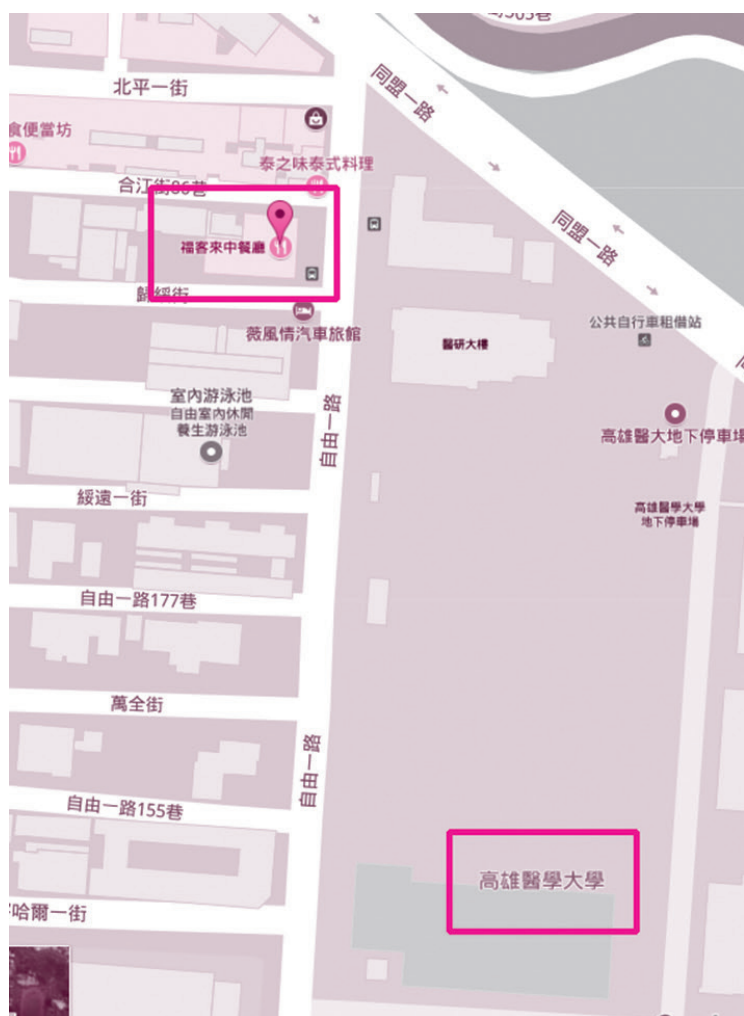 北平一街
同盟一路
食便當坊
泰之味泰式料理
合江街86巷
福客來中餐廳
同盟一路
歸綏街
薇風情汽車旅館
公共自行車租借站
醫研大樓
室內游泳池
自由室內休閒
養生游泳池
自由一路
高雄醫大地下停車場
綏遠一街
高雄醫學大學
地下停車場
自由一路177巷
萬全街
自由一路
自由一路155巷
高雄醫學大學
哈爾一街